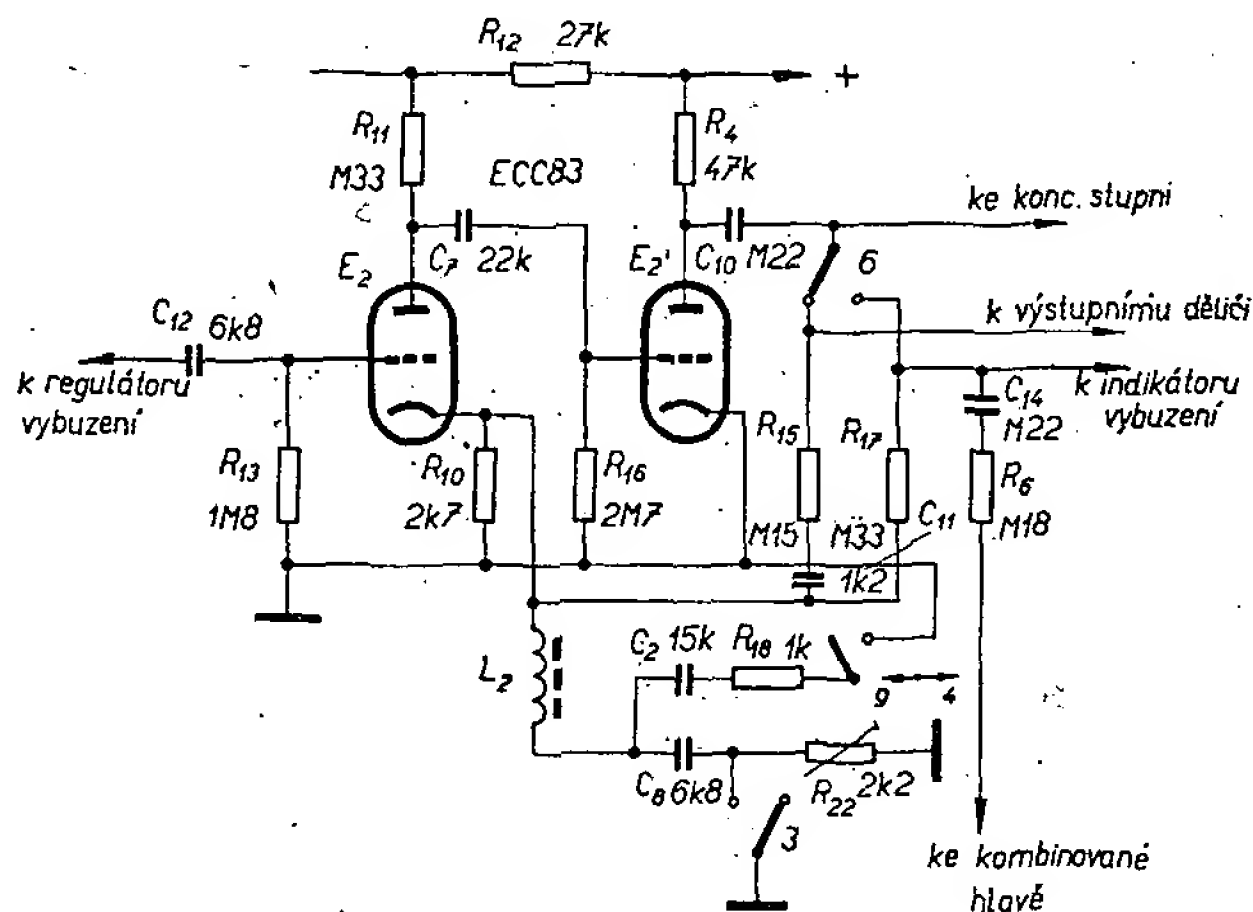 R12 27k
+
R11
M33
ECC83
R4
47k
ke konc. stupni
C7 22k
E2
E2'
C10 M22
6
C12 6k8
k výstupnímu děliči
k regulátoru
vybuzení
k indikátoru
vybuzení
C14
M22
R13
1M8
R10
2k7
R16
2M7
R15
M15
R17
M33
C11
1k2
R6
M18
L2
C2 15k
R18 1k
9
4
C8 6k8
R22 2k2
3
ke kombinované
hlavě